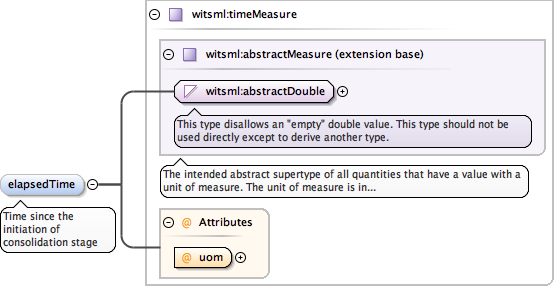 witsml:timeMeasure
witsml:abstractMeasure (extension base)
witsml:abstractDouble
This type disallows an "empty" double value. This type should not be
used directly except to derive another type.
The intended abstract supertype of all quantities that have a value with a
unit of measure. The unit of measure is in...
elapsedTime
Time since the
initiation of
consolidation stage
@ Attributes
@ uom